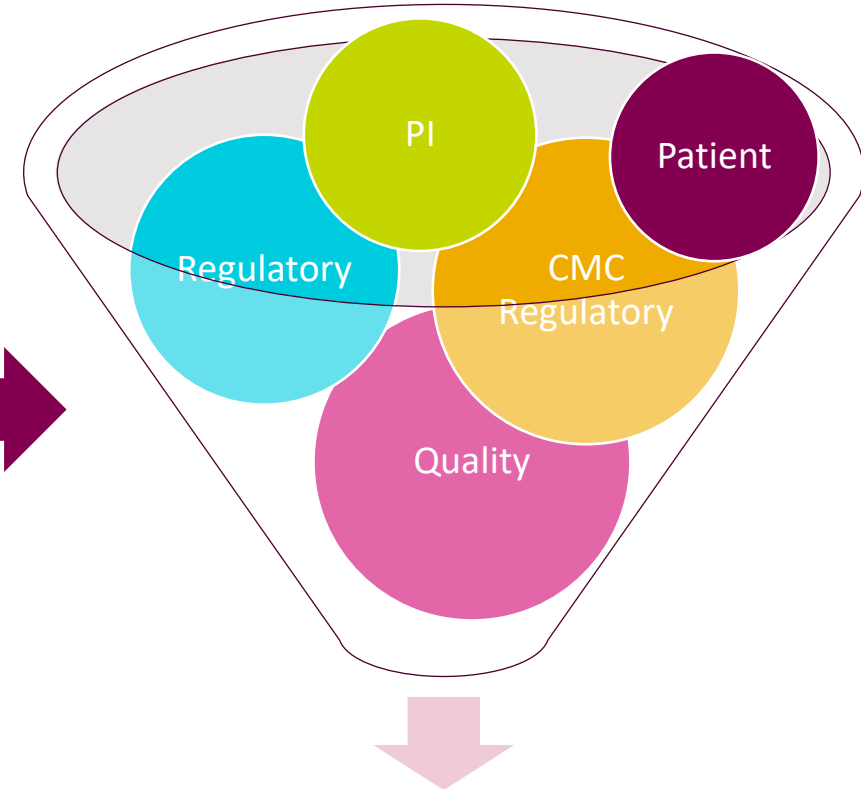 PI
Patient
Regulatory
CMC
Regulatory
Quality